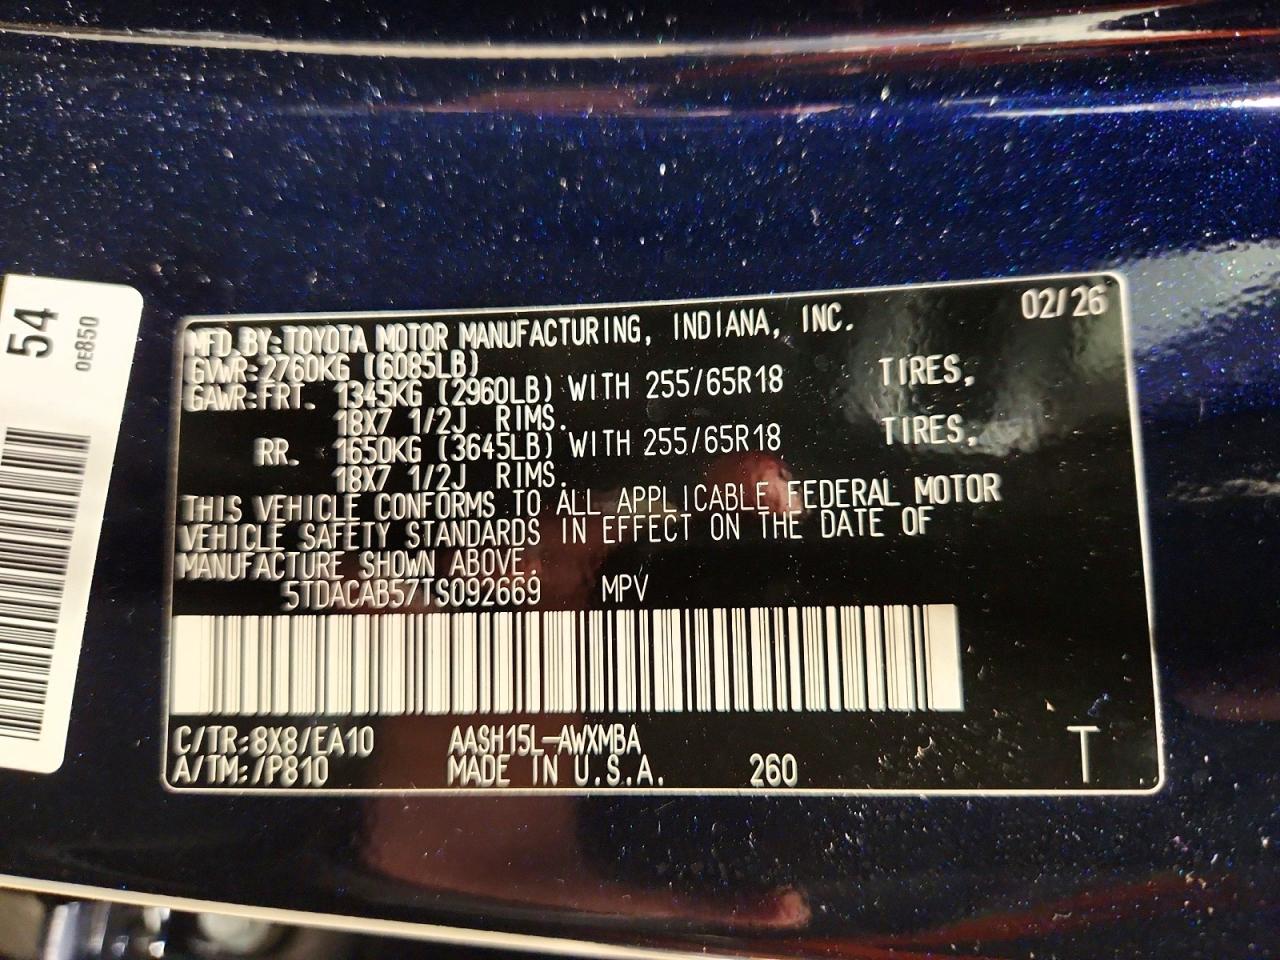 54
0E850
02/26
MFD.BY:TOYOTA MOTOR MANUFACTURING, INDIANA, INC.
GVWR:2760KG (6085LB)
GAWR:FRT. 1345KG (2960LB) WITH 255/65R18 TIRES,
18X7 1/2J RIMS.
RR. 1650KG (3645LB) WITH 255/65R18 TIRES,
18X7 1/2J RIMS.
THIS VEHICLE CONFORMS TO ALL APPLICABLE FEDERAL MOTOR
VEHICLE SAFETY STANDARDS IN EFFECT ON THE DATE OF
MANUFACTURE SHOWN ABOVE.
5TDACAB57TS092669 MPV
C/TR:8X8/EA10 AASH15L-AWXMBA
A/TM:/P810 MADE IN U.S.A. 260
T